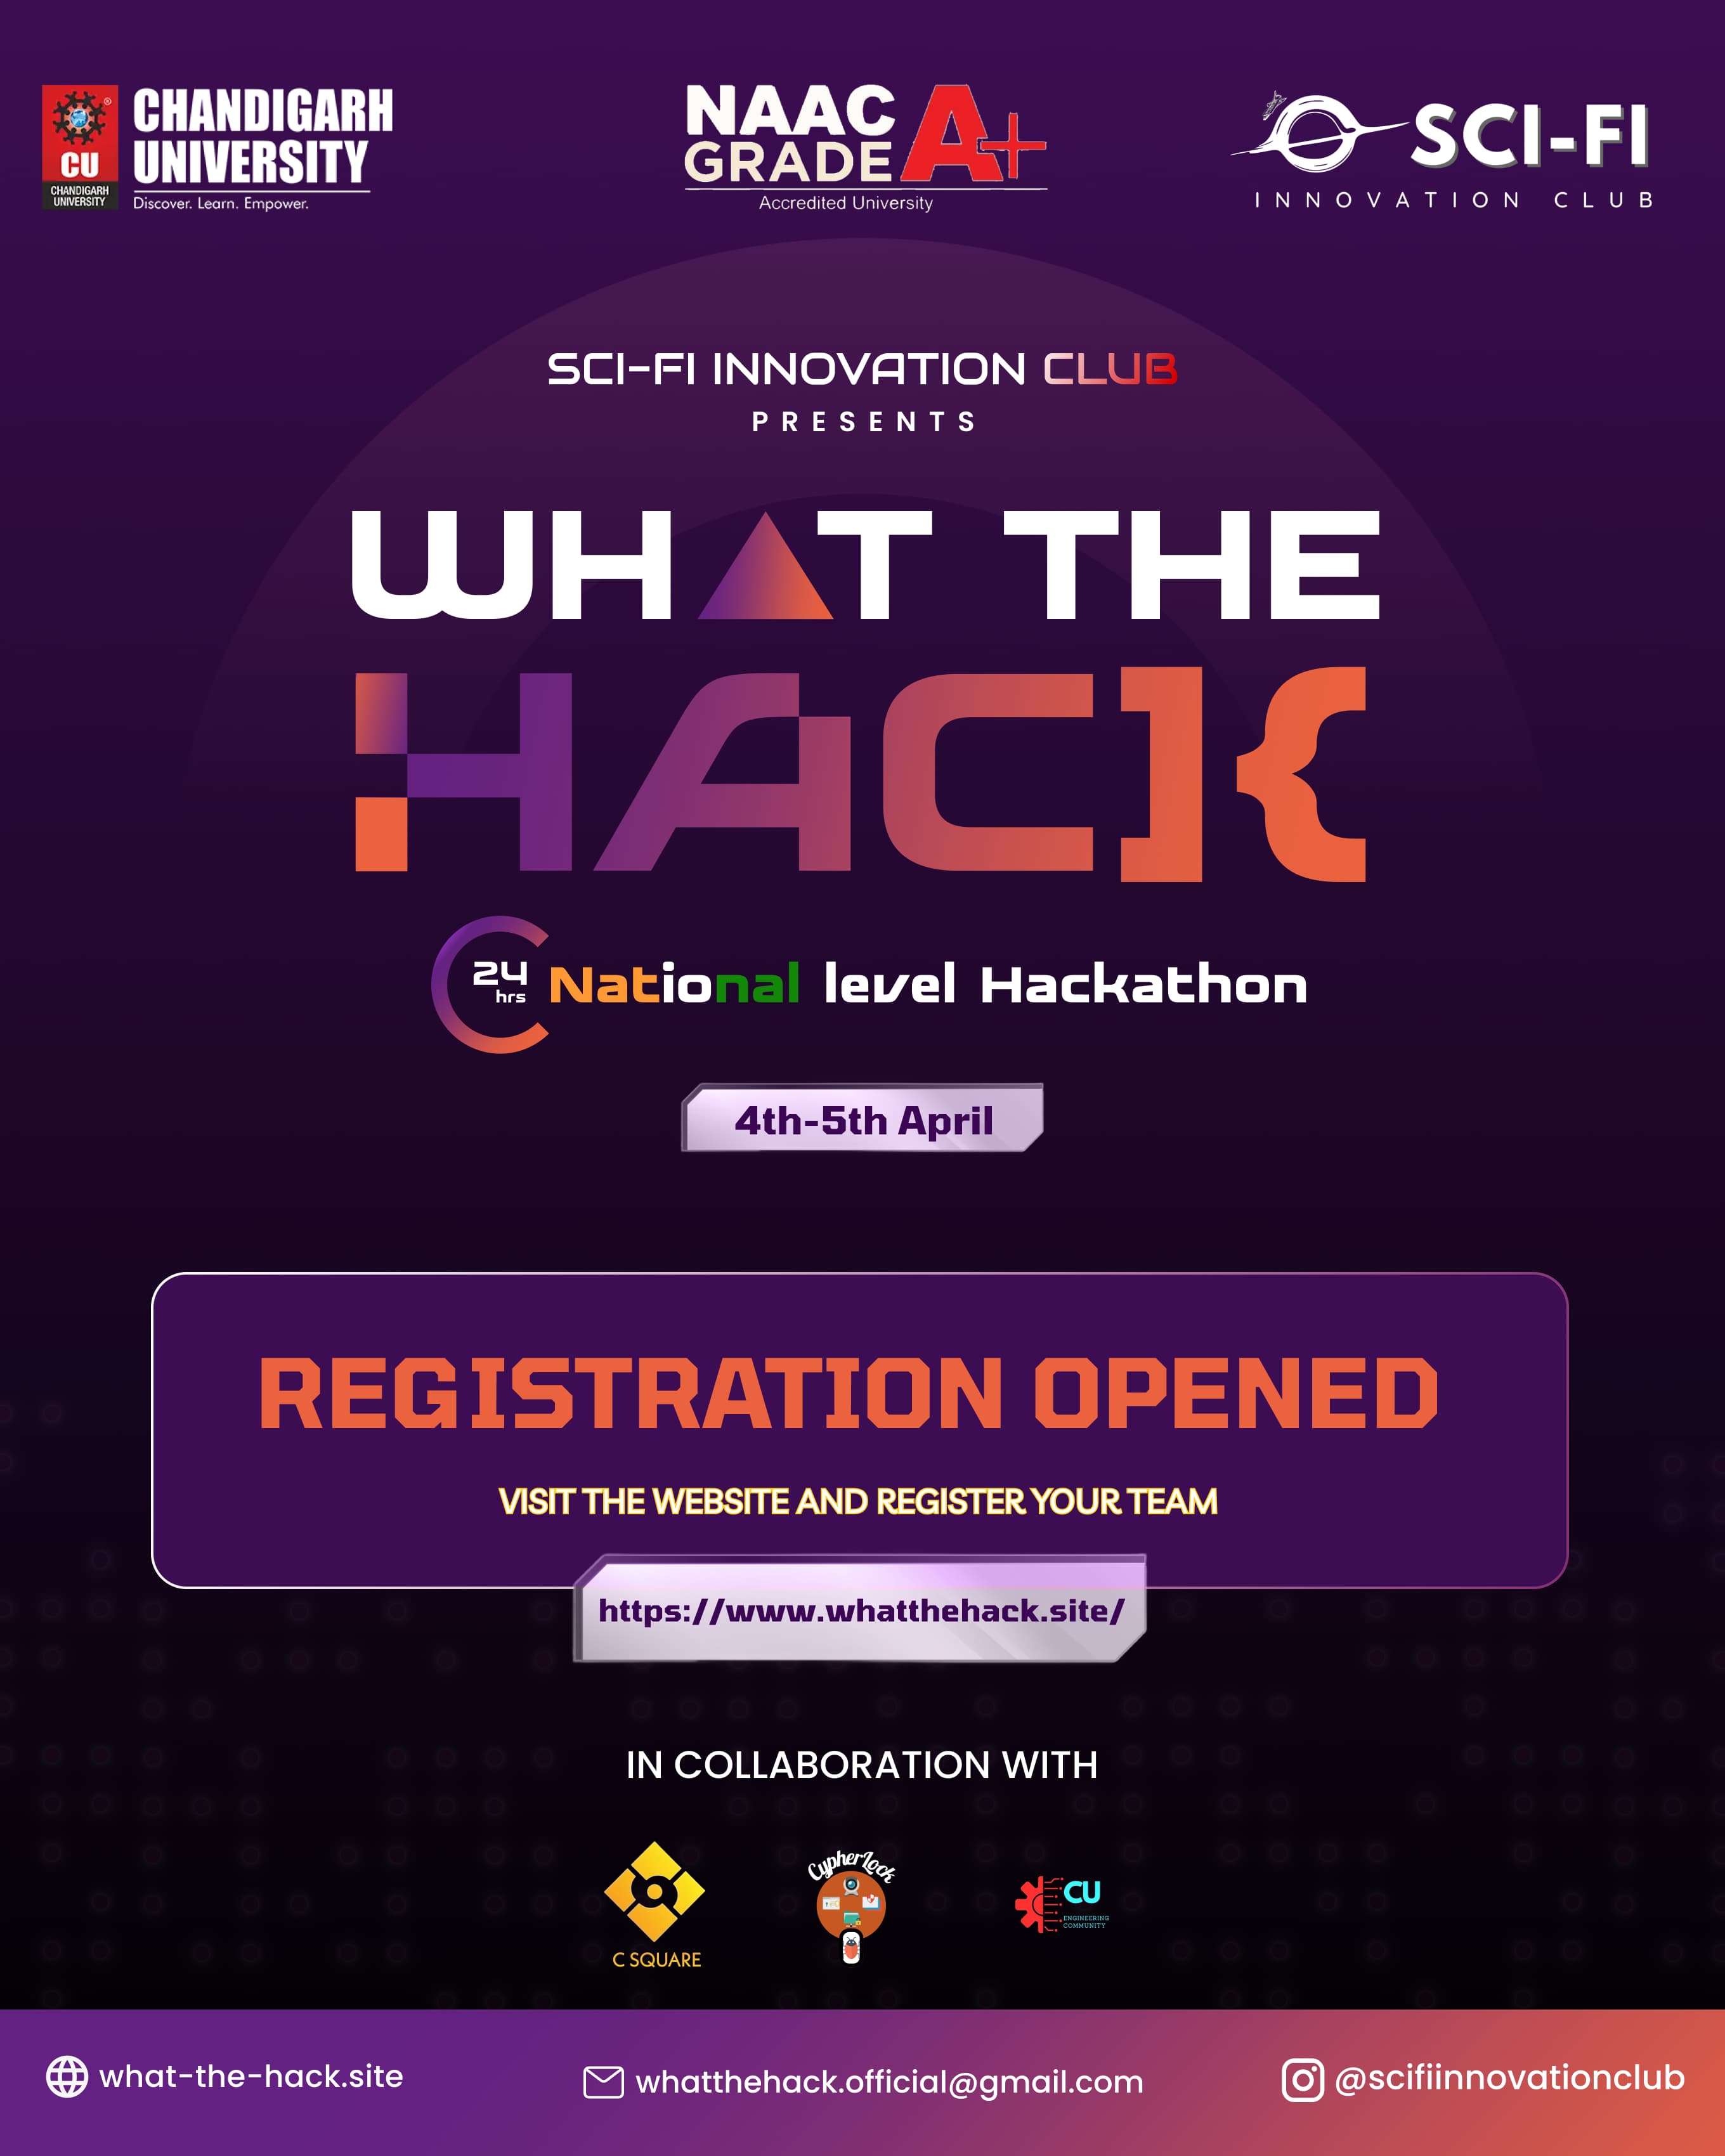 CU
CHANDIGARH
UNIVERSITY
CHANDIGARH
UNIVERSITY
Discover. Learn. Empower.
NAAC
GRADE A+
Accredited University
SCI-FI
INNOVATION CLUB
SCI-FI INNOVATION CLUB
PRESENTS
WHAT THE
HACK
24
hrs
National level Hackathon
4th-5th April
REGISTRATION OPENED
VISIT THE WEBSITE AND REGISTER YOUR TEAM
https://www.whatthehack.site/
IN COLLABORATION WITH
C SQUARE
CypherLock
CU
ENGINEERING
COMMUNITY
what-the-hack.site
whatthehack.official@gmail.com
@scifiinnovationclub